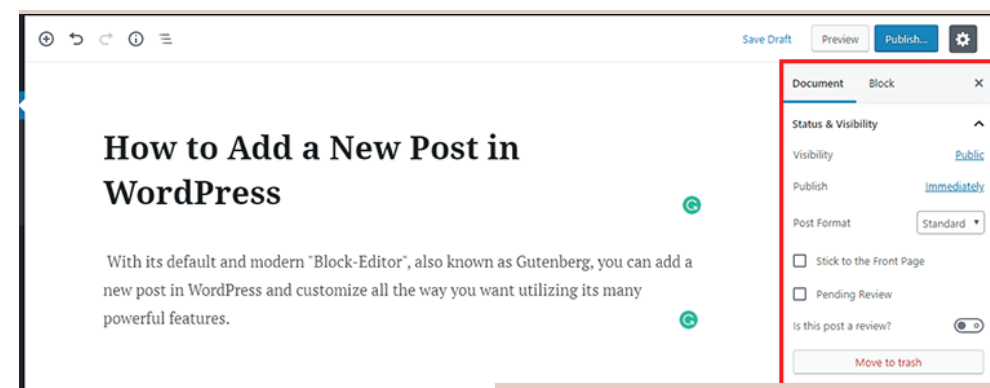 Save Draft Preview Publish...
Document Block
Status & Visibility
Visibility Public
Publish Immediately
Post Format Standard
Stick to the Front Page
Pending Review
Is this post a review?
Move to trash
How to Add a New Post in
WordPress
With its default and modern "Block-Editor", also known as Gutenberg, you can add a
new post in WordPress and customize all the way you want utilizing its many
powerful features.